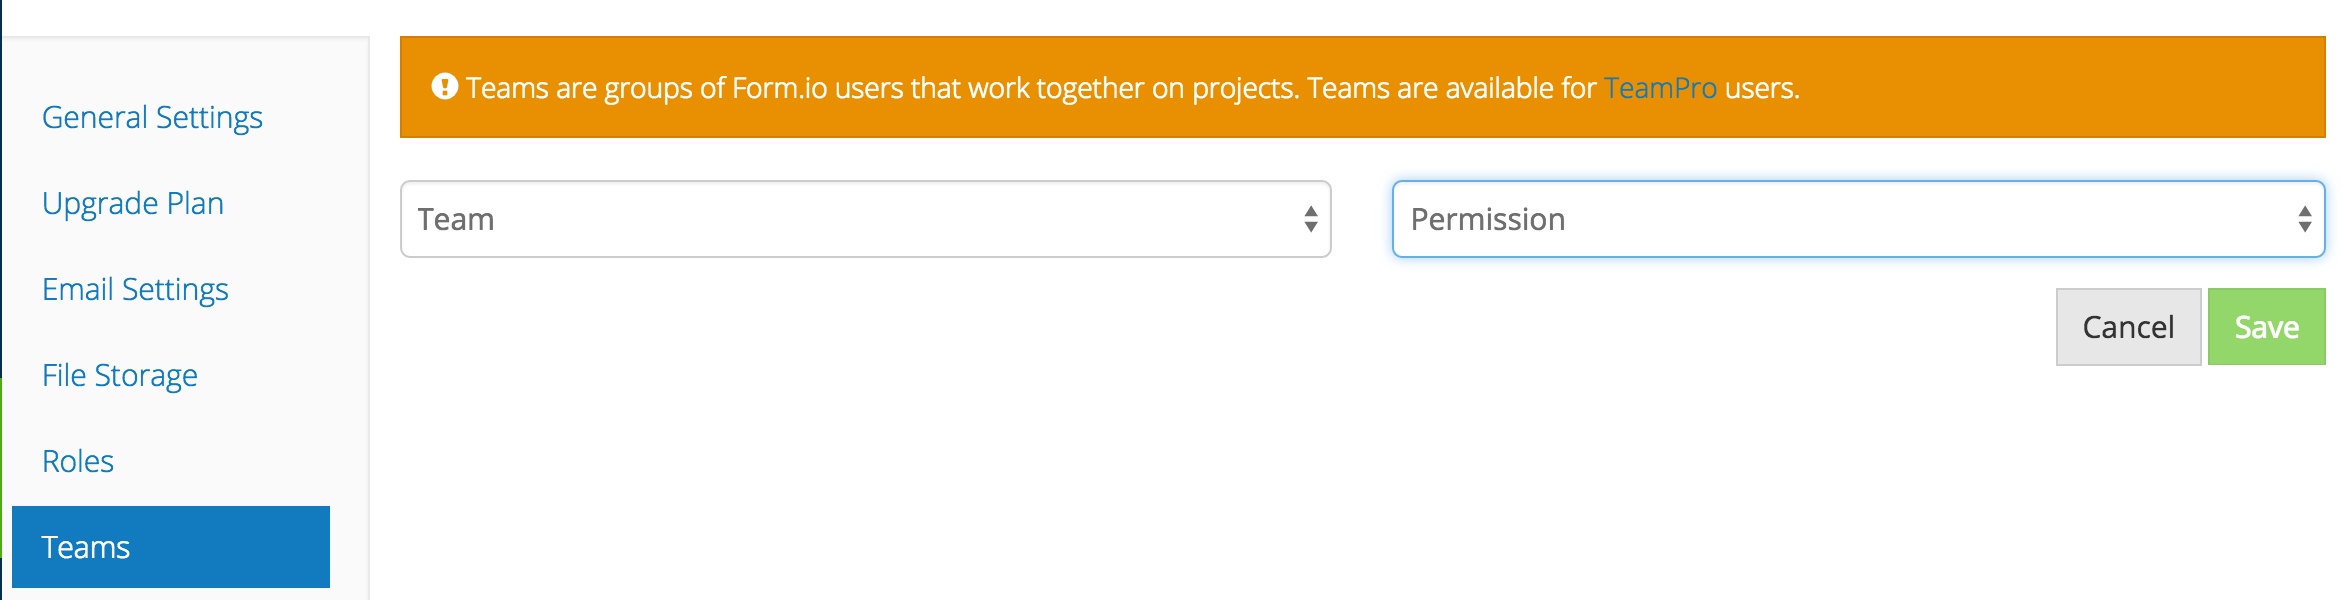 General Settings
Upgrade Plan
Email Settings
File Storage
Roles
Teams
Teams are groups of Form.io users that work together on projects. Teams are available for TeamPro users.
Team
Permission
Cancel
Save